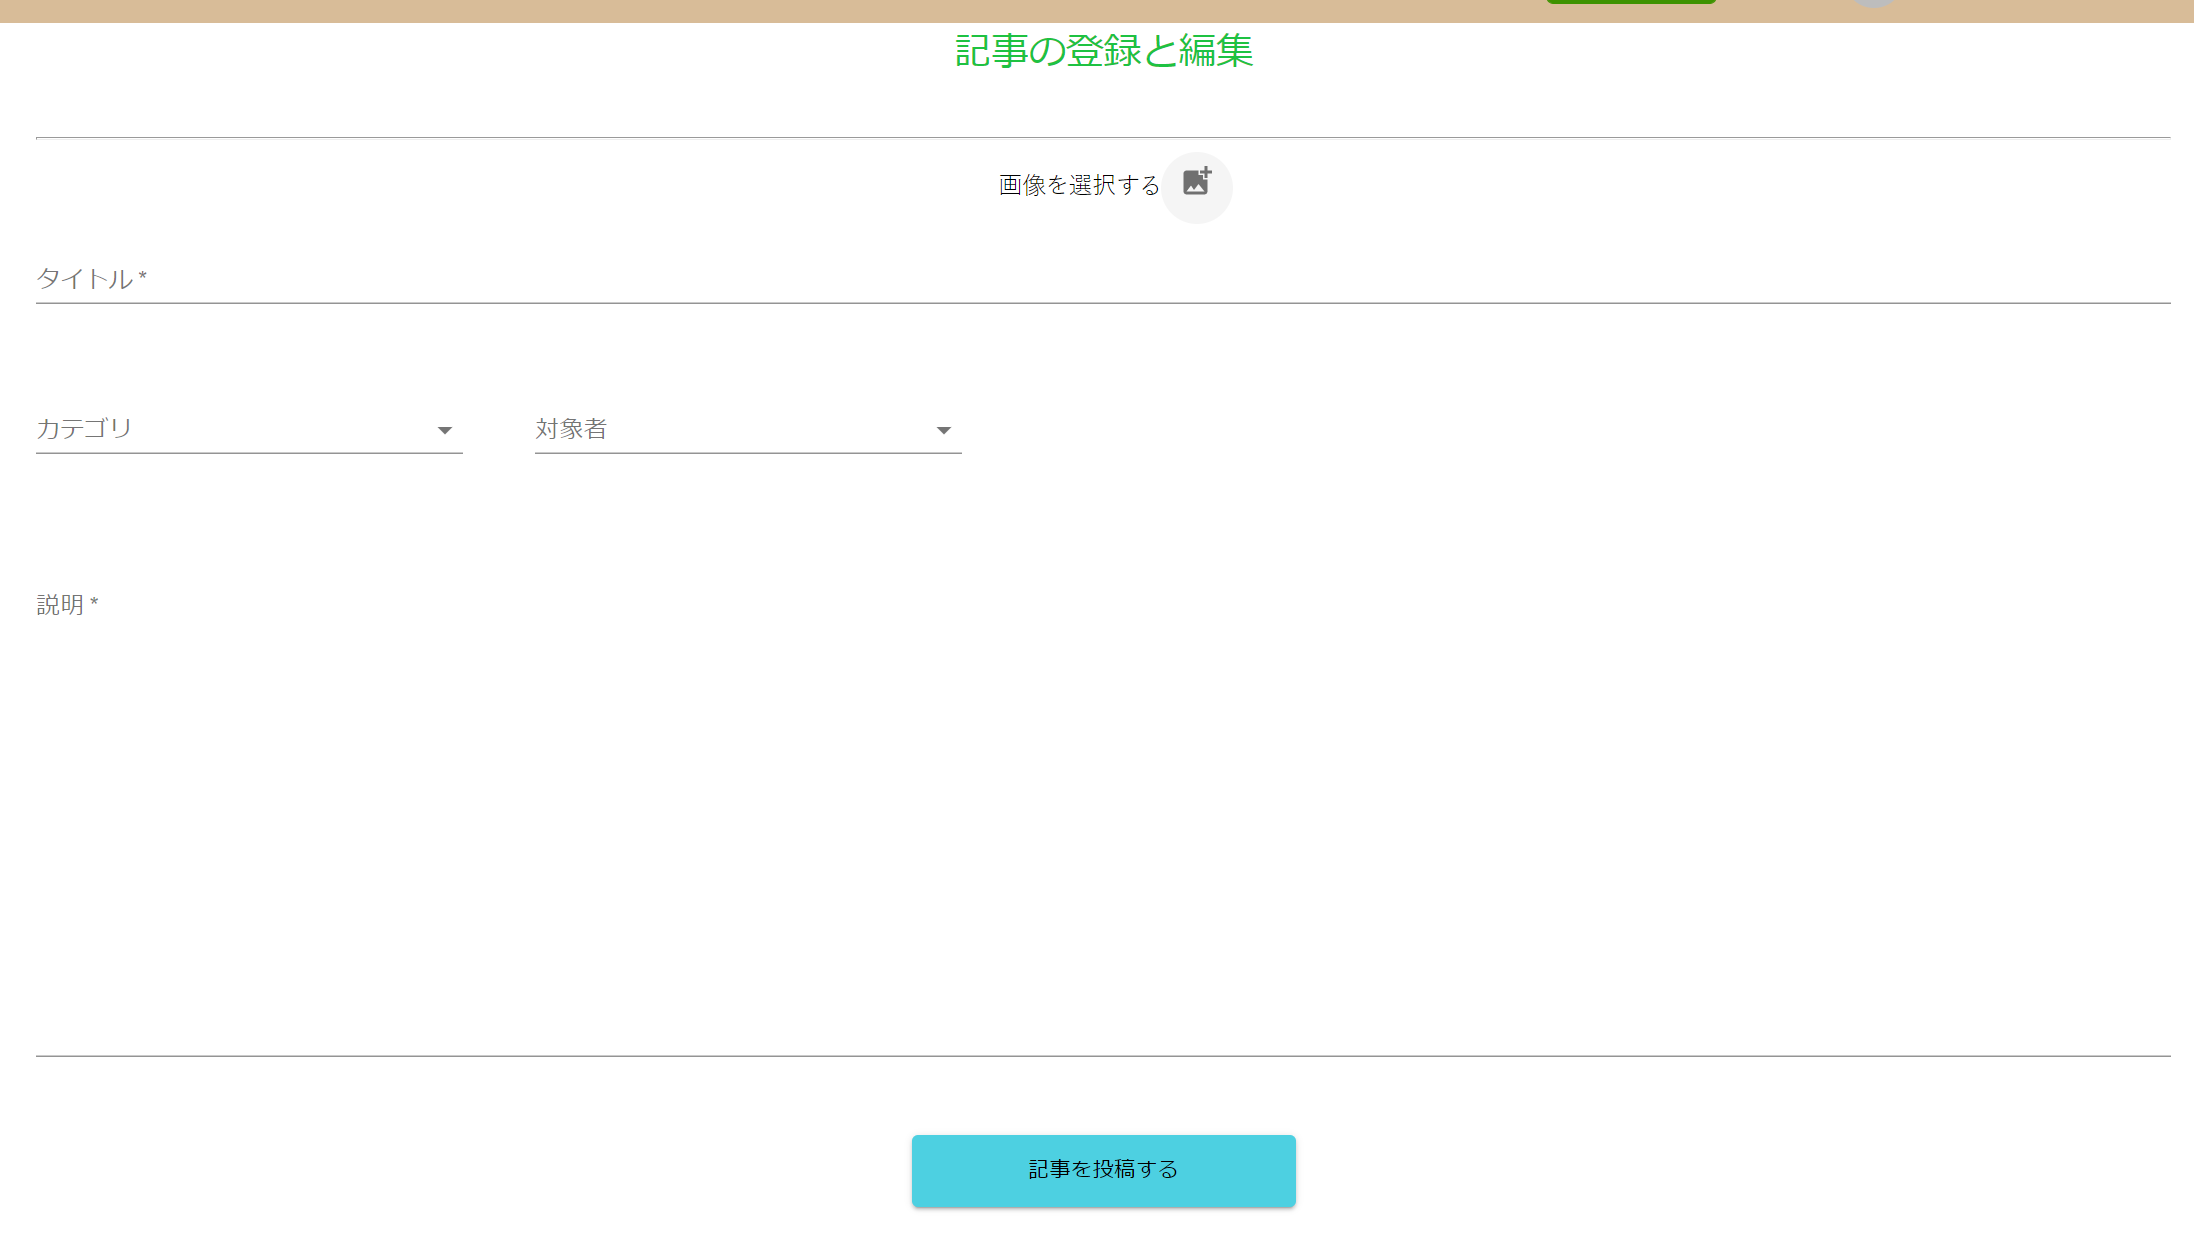 記事の登録と編集
画像を選択する
タイトル *
カテゴリ
対象者
説明 *
記事を投稿する